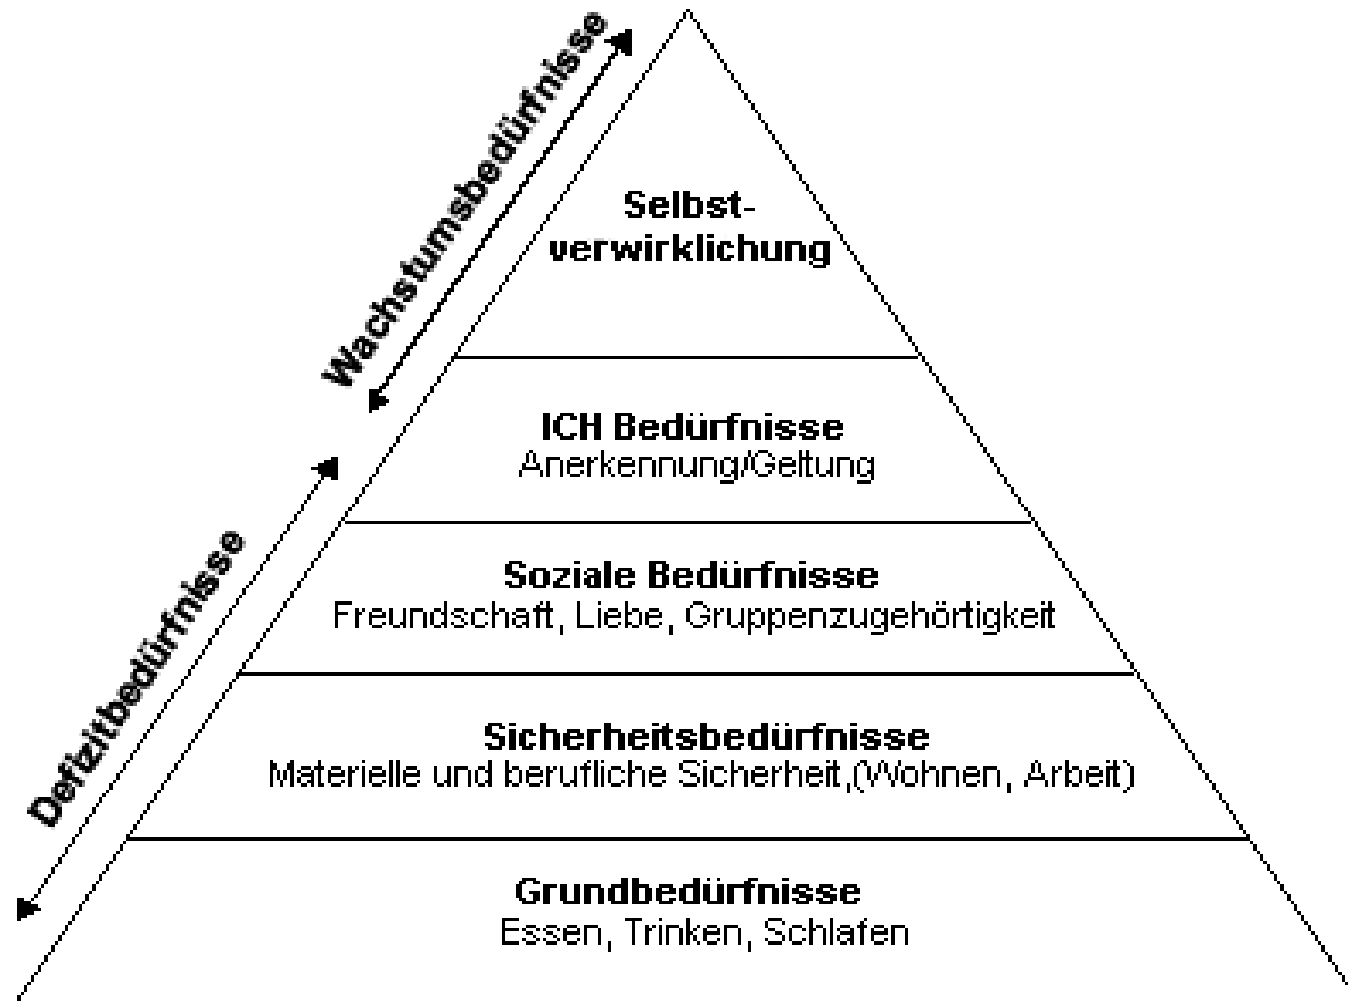 Wachstumsbedürfnisse
Selbst-
verwirklichung
ICH Bedürfnisse
Anerkennung/Geltung
Defizitbedürfnisse
Soziale Bedürfnisse
Freundschaft, Liebe, Gruppenzugehörtigkeit
Sicherheitsbedürfnisse
Materielle und berufliche Sicherheit,(Wohnen, Arbeit)
Grundbedürfnisse
Essen, Trinken, Schlafen